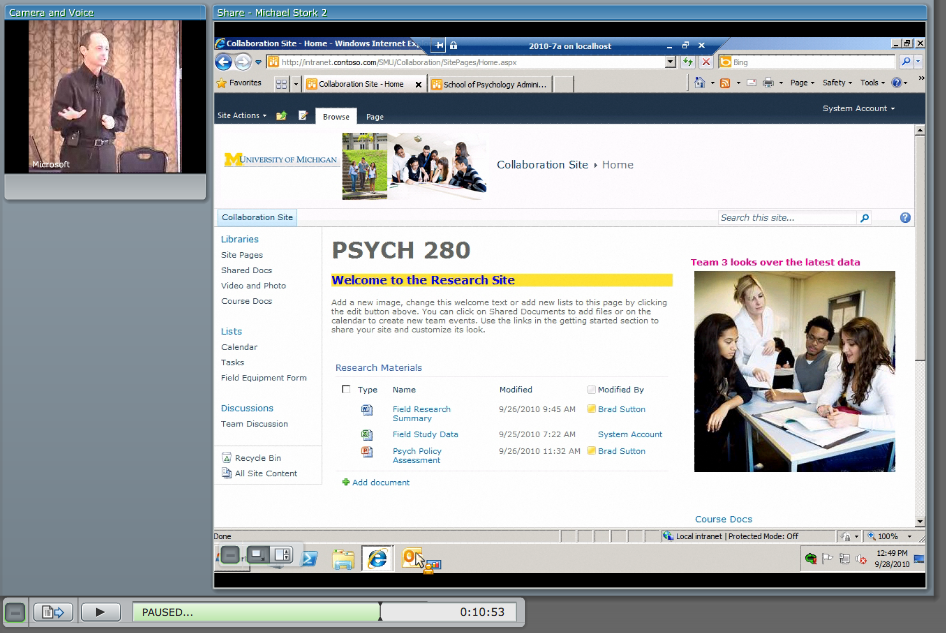 Camera and Voice
Microsoft
Share - Michael Stork 2
Collaboration Site - Home - Windows Internet Ex
2010-7a on localhost
http://intranet.contoso.com/SMU/Collaboration/SitePages/Home.aspx
Bing
Favorites
Collaboration Site - Home
School of Psychology Admini...
Page
Safety
Tools
Site Actions
Browse
Page
System Account
UNIVERSITY OF MICHIGAN
Collaboration Site
Home
Collaboration Site
Search this site...
Libraries
Site Pages
Shared Docs
Video and Photo
Course Docs
Lists
Calendar
Tasks
Field Equipment Form
Discussions
Team Discussion
Recycle Bin
All Site Content
PSYCH 280
Welcome to the Research Site
Add a new image, change this welcome text or add new lists to this page by clicking
the edit button above. You can click on Shared Documents to add files or on the
calendar to create new team events. Use the links in the getting started section to
share your site and customize its look.
Research Materials
Type Name Modified Modified By
Field Research 9/26/2010 9:45 AM Brad Sutton
Summary
Field Study Data 9/25/2010 7:22 AM System Account
Psych Policy 9/26/2010 11:32 AM Brad Sutton
Assessment
Add document
Team 3 looks over the latest data
Course Docs
Done
Local intranet | Protected Mode: Off
100%
12:49 PM
9/28/2010
PAUSED...
0:10:53